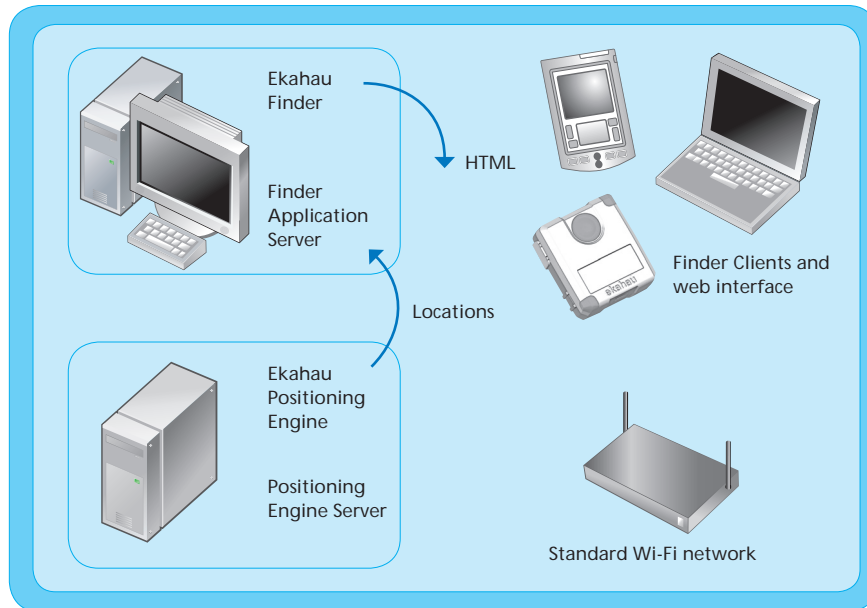 Ekahau
Finder
HTML
Finder
Application
Server
Finder Clients and
web interface
ekahau
Locations
Ekahau
Positioning
Engine
Positioning
Engine Server
Standard Wi-Fi network